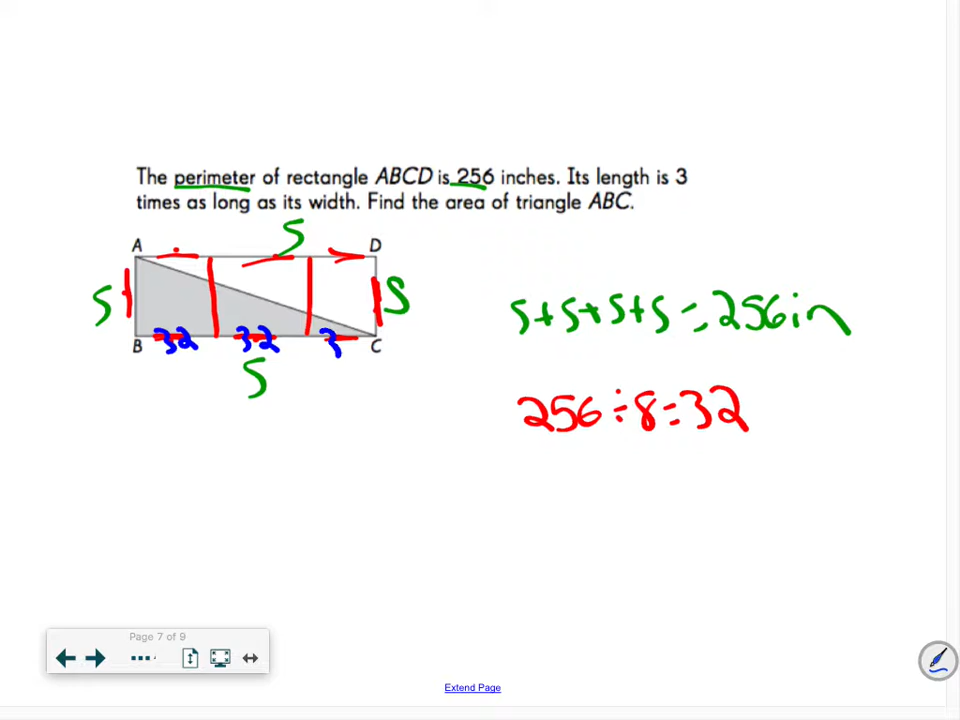 The perimeter of rectangle ABCD is 256 inches. Its length is 3
times as long as its width. Find the area of triangle ABC.
S
A D
S S
32 32 3
B C
S
s+s+s+s=256in
256÷8=32
Page 7 of 9
Extend Page